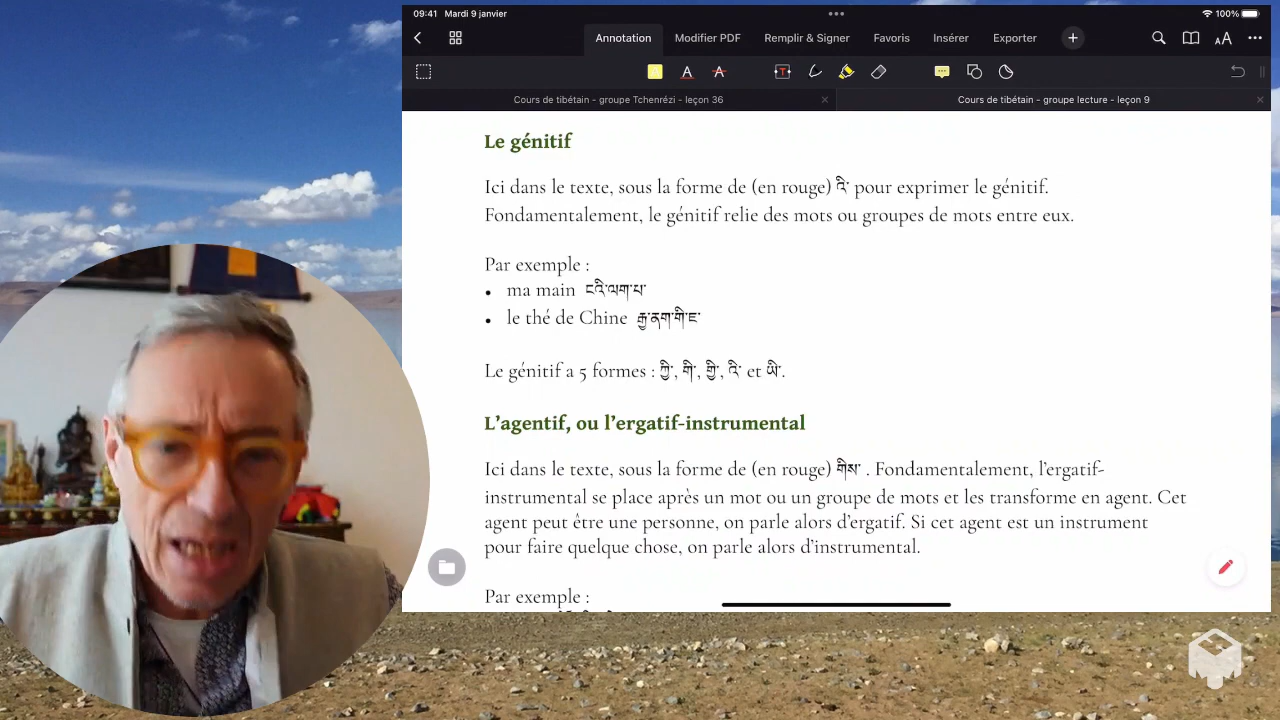 09:41 Mardi 9 janvier
100%
Annotation Modifier PDF Remplir & Signer Favoris Insérer Exporter
Cours de tibétain - groupe Tchenrézi - leçon 36
Cours de tibétain - groupe lecture - leçon 9
Le génitif
Ici dans le texte, sous la forme de (en rouge) འི་ pour exprimer le génitif.
Fondamentalement, le génitif relie des mots ou groupes de mots entre eux.
Par exemple :
• ma main ངའི་ལག་པ་
• le thé de Chine རྒྱ་ནག་གི་ཇ་
Le génitif a 5 formes : ཀྱི་, གི་, གྱི་, འི་ et ཡི་.
L’agentif, ou l’ergatif-instrumental
Ici dans le texte, sous la forme de (en rouge) གིས་ . Fondamentalement, l’ergatif-
instrumental se place après un mot ou un groupe de mots et les transforme en agent. Cet
agent peut être une personne, on parle alors d’ergatif. Si cet agent est un instrument
pour faire quelque chose, on parle alors d’instrumental.
Par exemple :